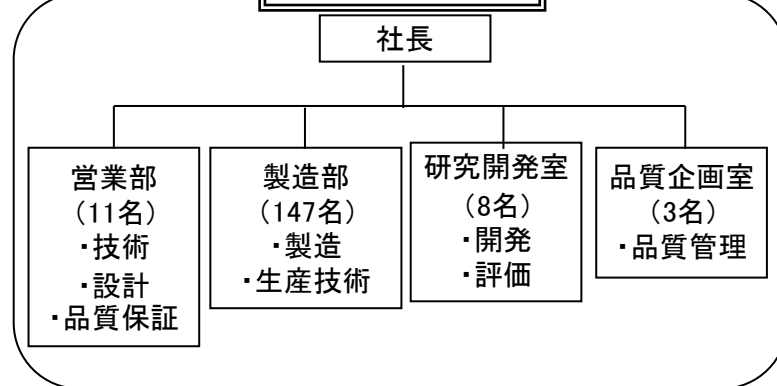 社長
営業部
（11名）
・技術
・設計
・品質保証
製造部
（147名）
・製造
・生産技術
研究開発室
（8名）
・開発
・評価
品質企画室
（3名）
・品質管理